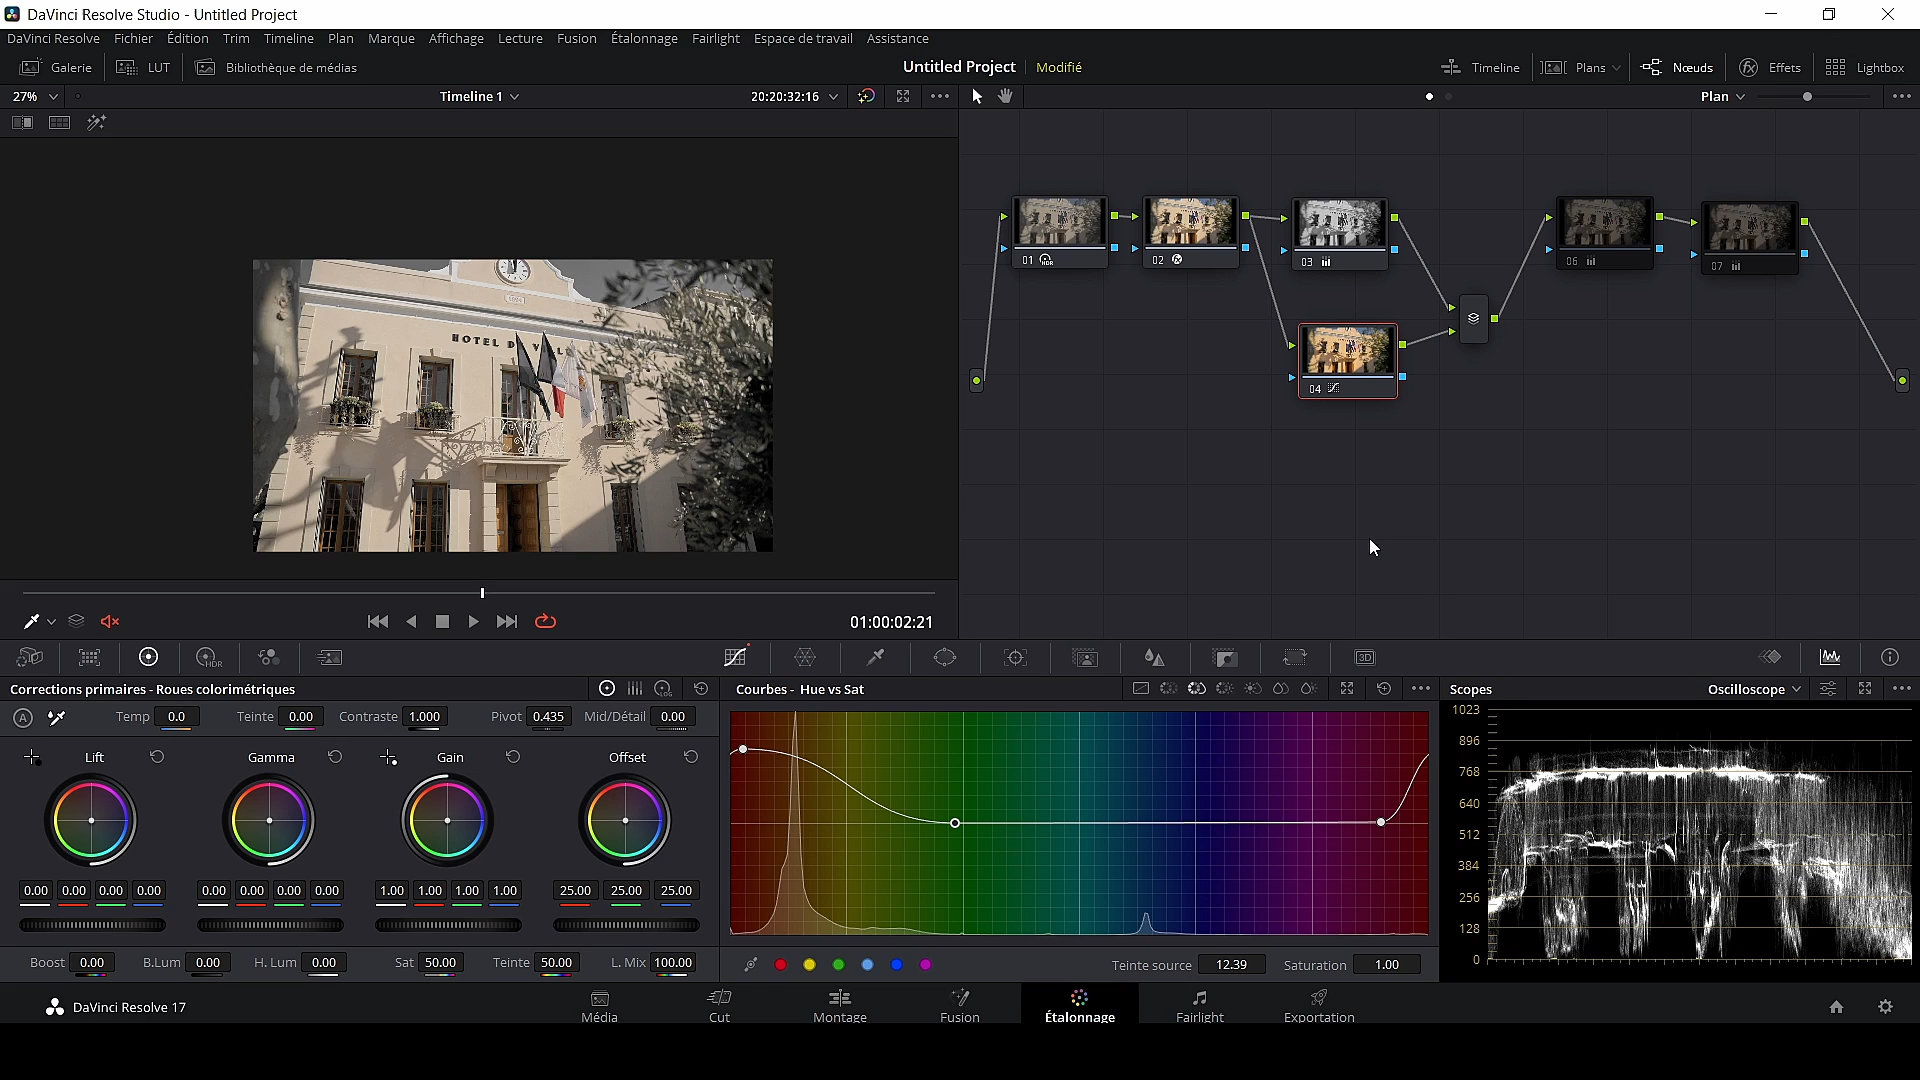 DaVinci Resolve Studio - Untitled Project
DaVinci Resolve Fichier Édition Trim Timeline Plan Marque Affichage Lecture Fusion Étalonnage Fairlight Espace de travail Assistance
Galerie LUT Bibliothèque de médias Untitled Project Modifié Timeline Plans Nœuds Effets Lightbox
27% Timeline 1 20:20:32:16 Plan
HOTEL
01 HDR 02 03 06 07
04
01:00:02:21
HDR 3D
Corrections primaires - Roues colorimétriques LOG
Courbes - Hue vs Sat
Scopes Oscilloscope
A Temp 0.0 Teinte 0.00 Contraste 1.000 Pivot 0.435 Mid/Détail 0.00
Lift Gamma Gain Offset
0.00 0.00 0.00 0.00 0.00 0.00 0.00 0.00 1.00 1.00 1.00 1.00 25.00 25.00 25.00
Boost 0.00 B.Lum 0.00 H. Lum 0.00 Sat 50.00 Teinte 50.00 L. Mix 100.00
Teinte source 12.39 Saturation 1.00
1023
896
768
640
512
384
256
128
0
DaVinci Resolve 17 Média Cut Montage Fusion Étalonnage Fairlight Exportation